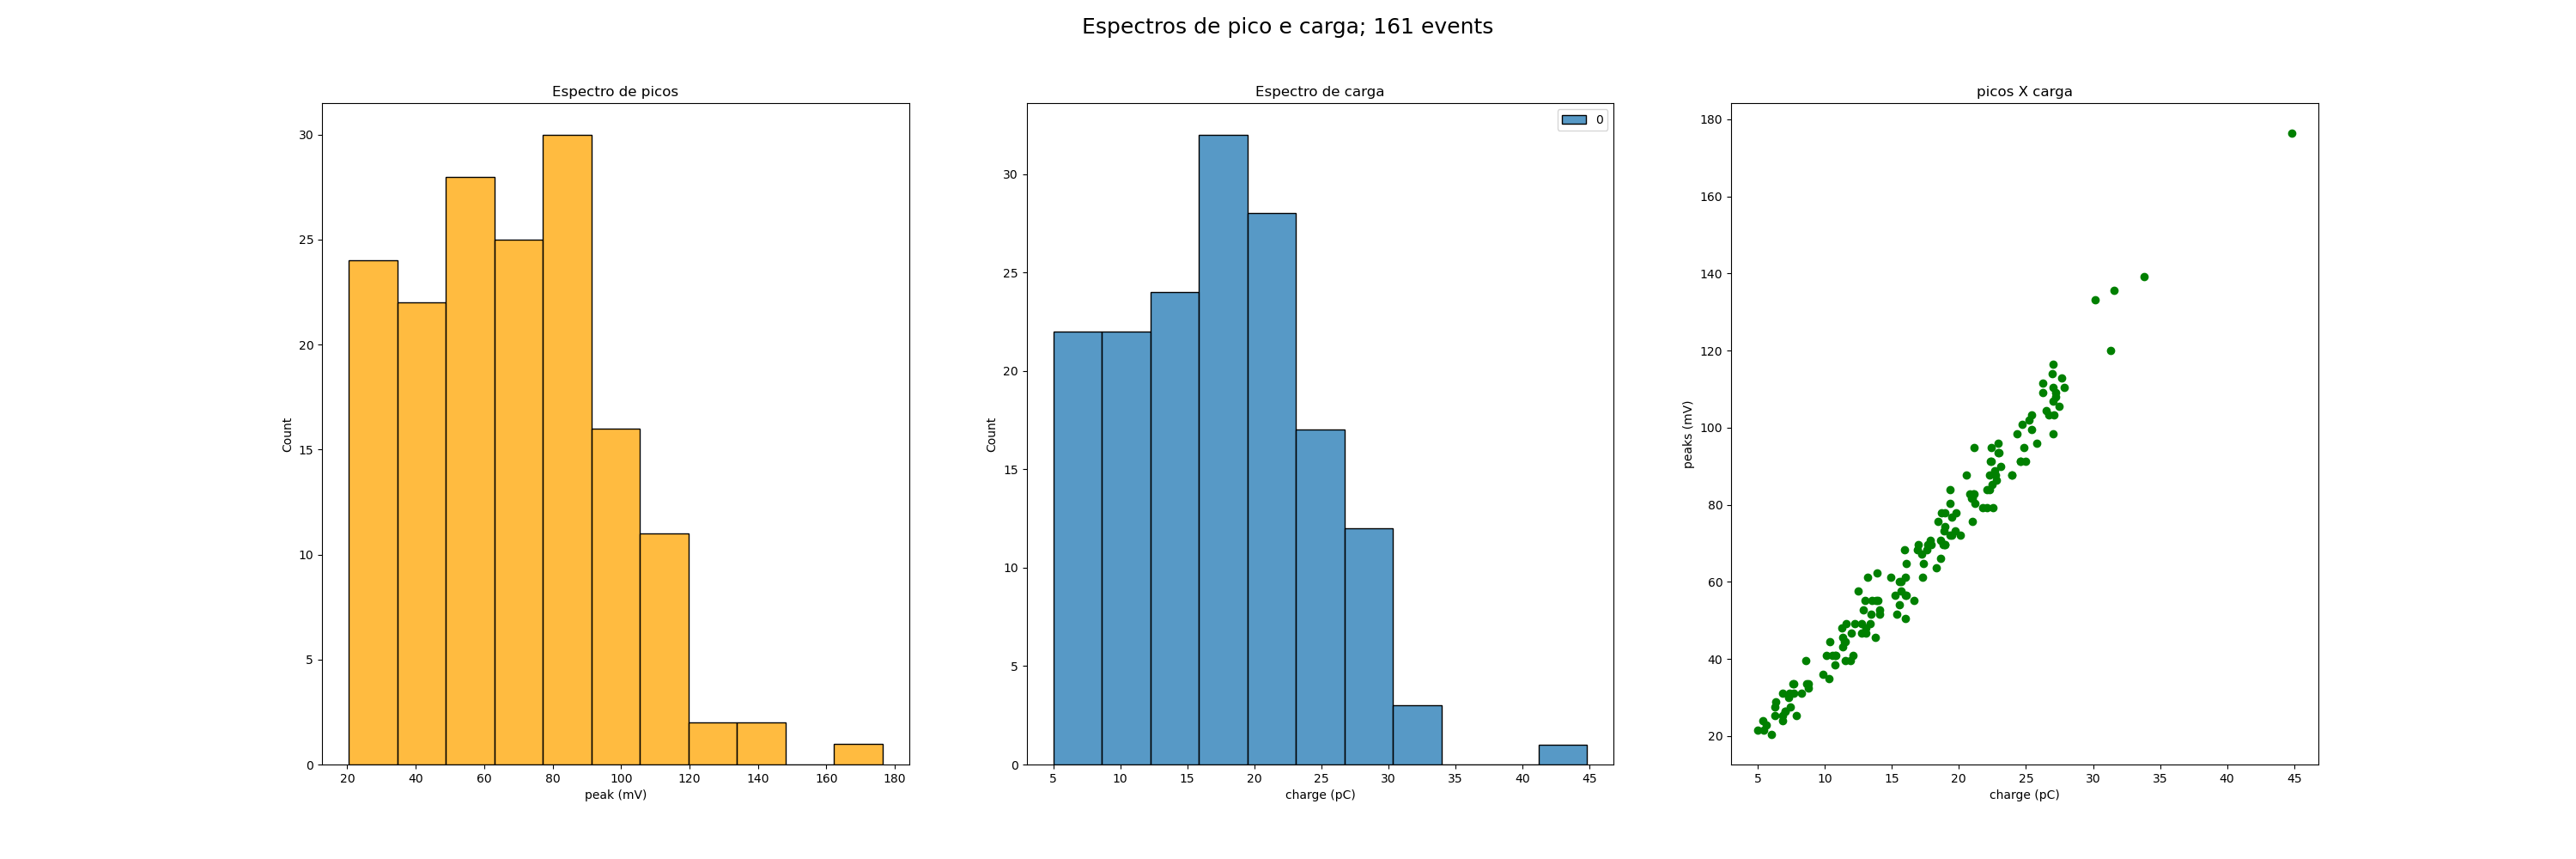 Espectros de pico e carga; 161 events
Espectro de picos
Count
30
25
20
15
10
5
0
20 40 60 80 100 120 140 160 180
peak (mV)
Espectro de carga
0
Count
30
25
20
15
10
5
0
5 10 15 20 25 30 35 40 45
charge (pC)
picos X carga
peaks (mV)
180
160
140
120
100
80
60
40
20
5 10 15 20 25 30 35 40 45
charge (pC)